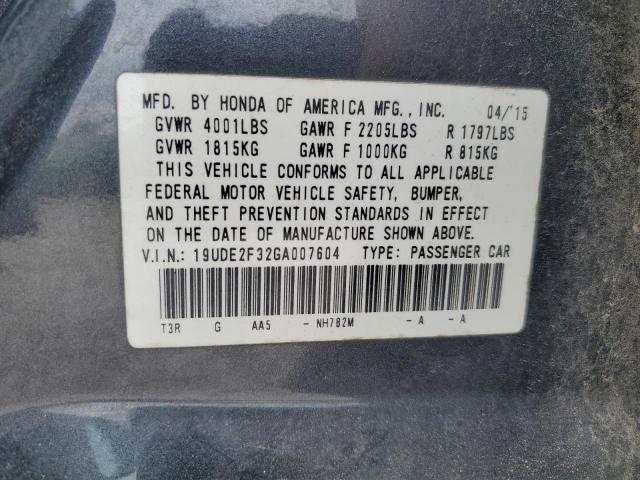 MFD. BY HONDA OF AMERICA MFG., INC. 04/'15
GVWR 4001LBS GAWR F 2205LBS R 1797LBS
GVWR 1815KG GAWR F 1000KG R 815KG
THIS VEHICLE CONFORMS TO ALL APPLICABLE
FEDERAL MOTOR VEHICLE SAFETY, BUMPER,
AND THEFT PREVENTION STANDARDS IN EFFECT
ON THE DATE OF MANUFACTURE SHOWN ABOVE.
V.I.N.: 19UDE2F32GA007604 TYPE: PASSENGER CAR
T3R G AA5 - NH782M - A - A